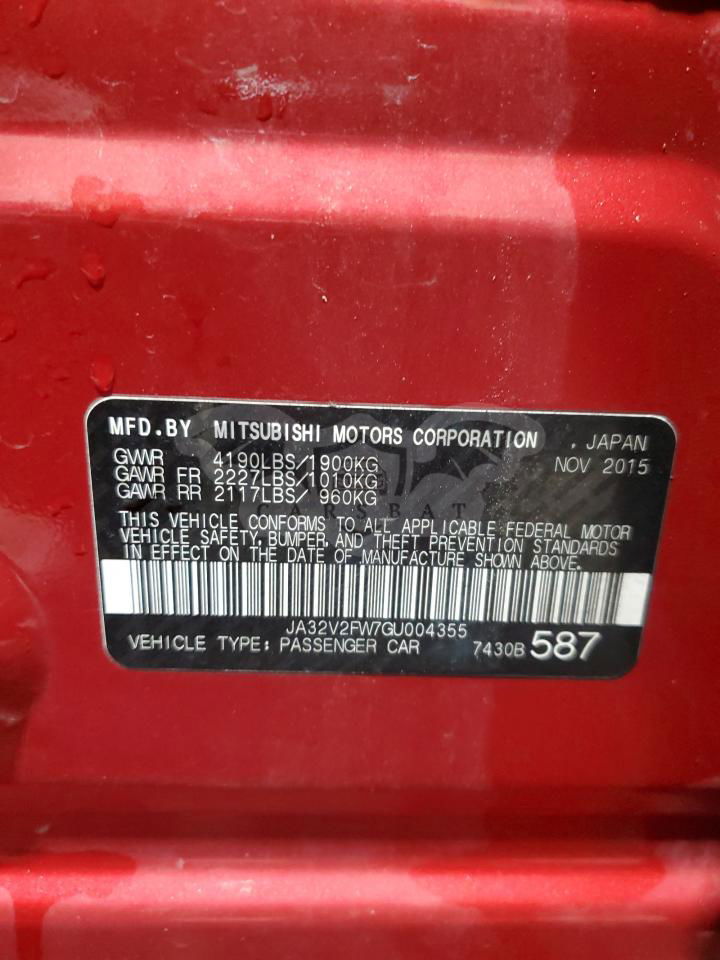 MFD.BY MITSUBISHI MOTORS CORPORATION , JAPAN
GWWR 4190LBS/1900KG NOV 2015
GAWR FR 2227LBS/1010KG
GAWR RR 2117LBS/ 960KG
CARSBAT
THIS VEHICLE CONFORMS TO ALL APPLICABLE FEDERAL MOTOR
VEHICLE SAFETY, BUMPER, AND THEFT PREVENTION STANDARDS
IN EFFECT ON THE DATE OF MANUFACTURE SHOWN ABOVE.
JA32V2FW7GU004355
VEHICLE TYPE: PASSENGER CAR 7430B 587